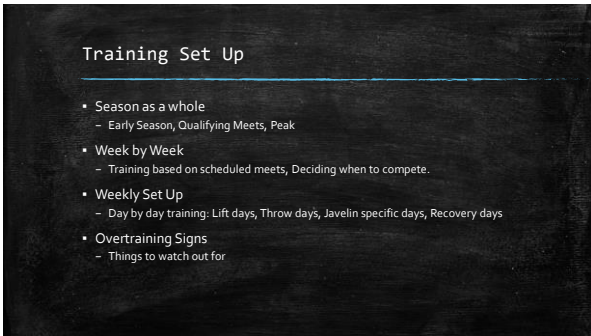 Training Set Up
▪ Season as a whole
– Early Season, Qualifying Meets, Peak
▪ Week by Week
– Training based on scheduled meets, Deciding when to compete.
▪ Weekly Set Up
– Day by day training: Lift days, Throw days, Javelin specific days, Recovery days
▪ Overtraining Signs
– Things to watch out for